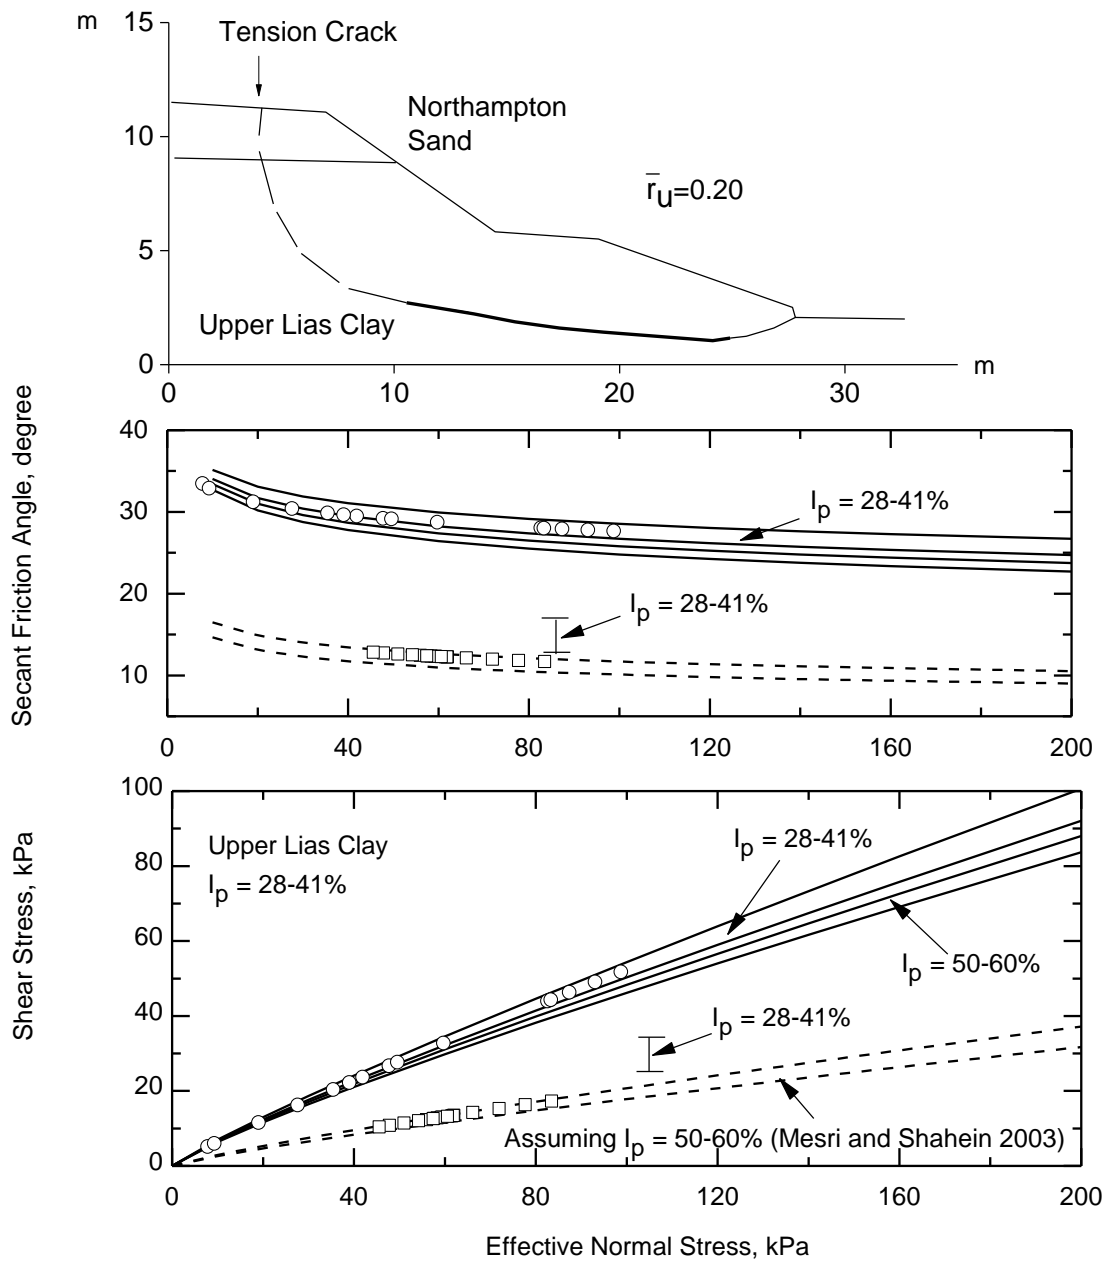 m
15
Tension Crack
Northampton
Sand
10
r̅u=0.20
5
Upper Lias Clay
0
m
0 10 20 30
Secant Friction Angle, degree
40
Ip = 28-41%
30
20
Ip = 28-41%
10
0 40 80 120 160 200
Shear Stress, kPa
100
Upper Lias Clay
Ip = 28-41%
Ip = 28-41%
80
60
Ip = 50-60%
40
Ip = 28-41%
20
Assuming Ip = 50-60% (Mesri and Shahein 2003)
0
0 40 80 120 160 200
Effective Normal Stress, kPa